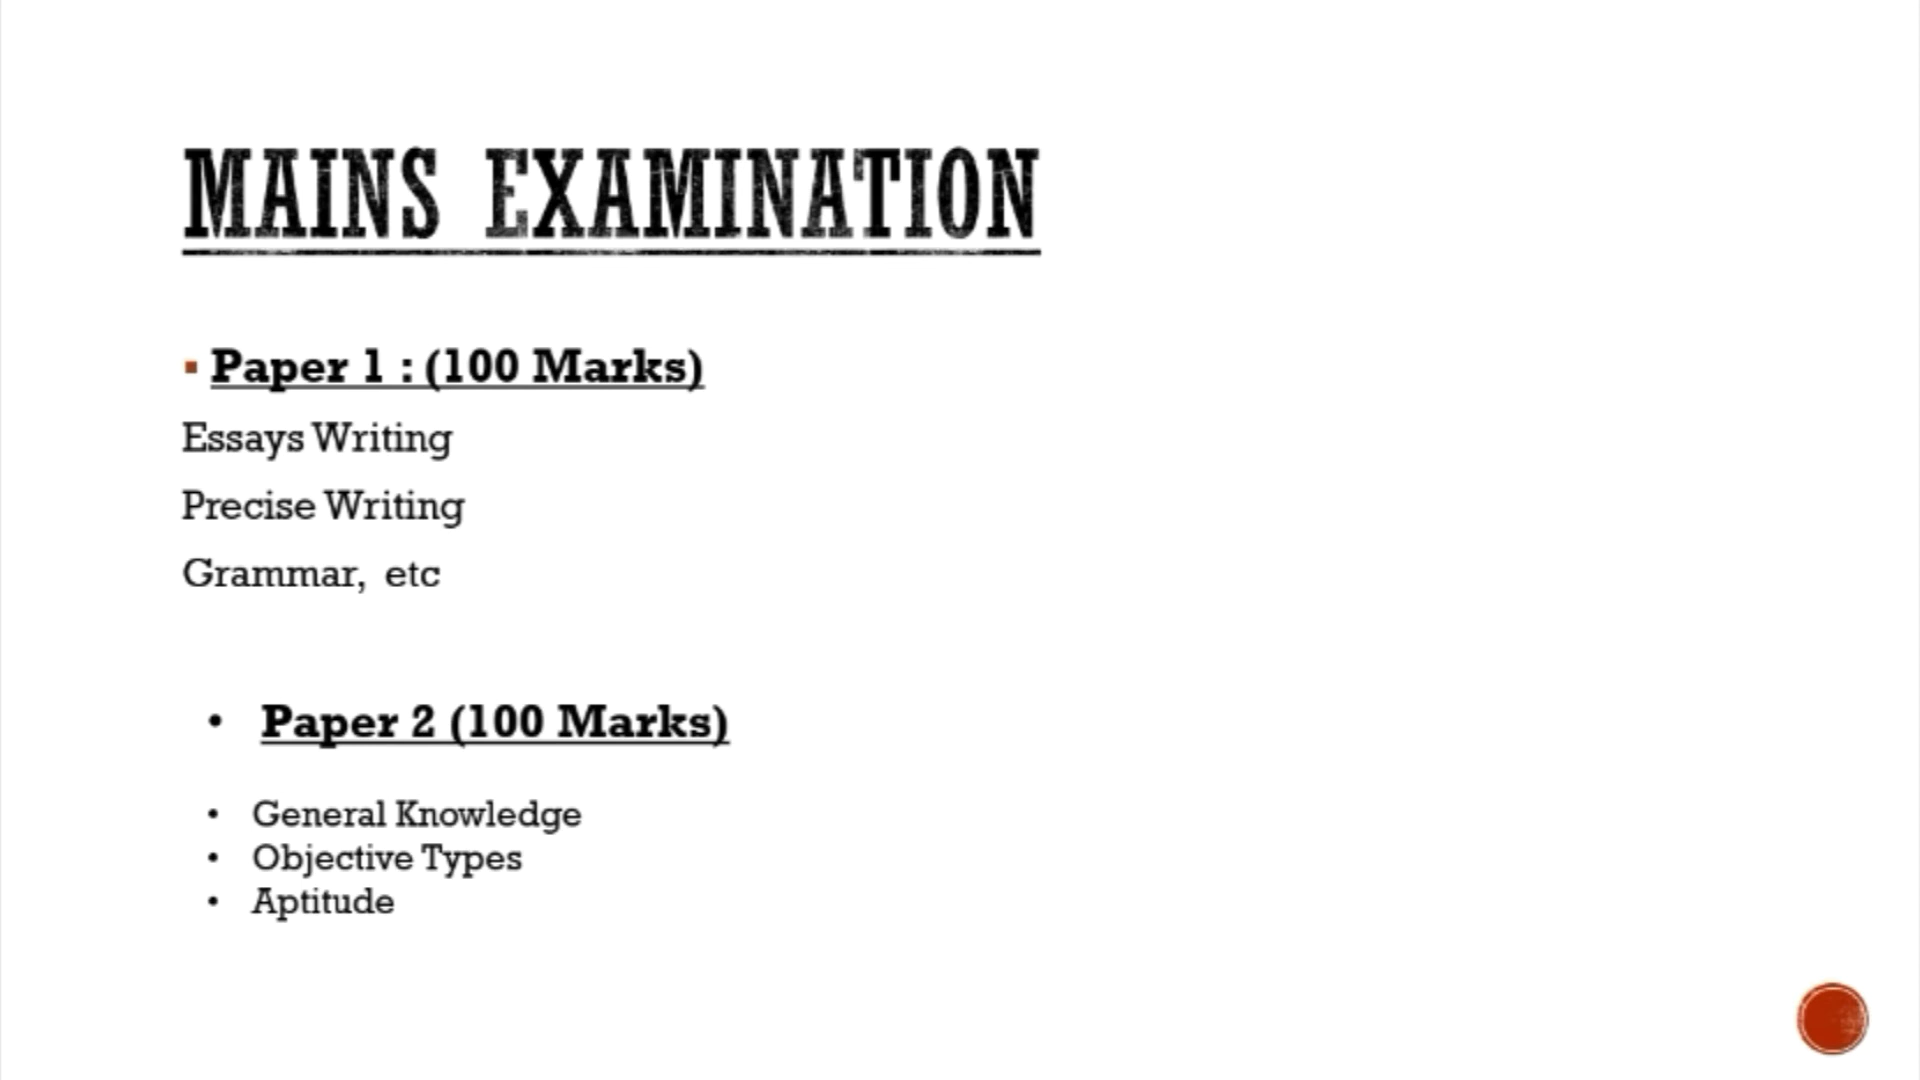 MAINS EXAMINATION
▪ Paper 1 : (100 Marks)
Essays Writing
Precise Writing
Grammar,  etc
• Paper 2 (100 Marks)
• General Knowledge
• Objective Types
• Aptitude